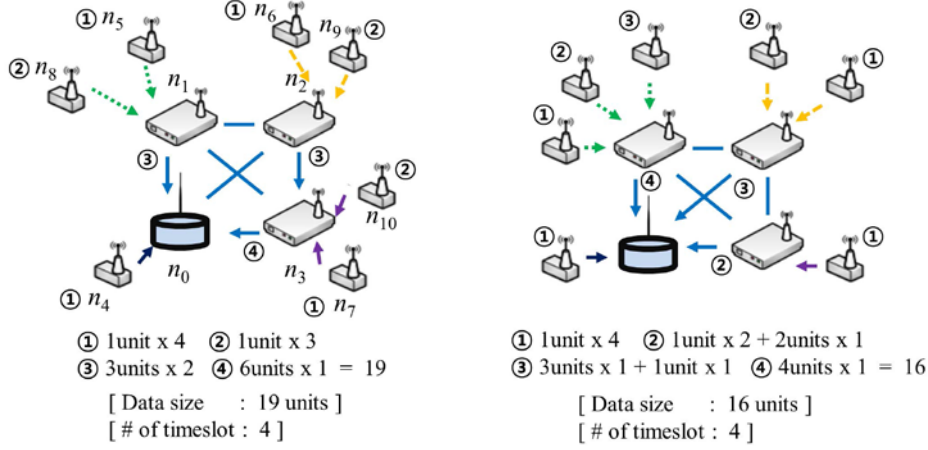 ① n5
① n6
n9 ②
② n8
n1
n2
③
③
②
n10
④
n0
n3
① n4
① n7
① 1unit x 4 ② 1unit x 3
③ 3units x 2 ④ 6units x 1 = 19
[ Data size : 19 units ]
[ # of timeslot : 4 ]
③
②
②
①
①
④
③
①
①
②
① 1unit x 4 ② 1unit x 2 + 2units x 1
③ 3units x 1 + 1unit x 1 ④ 4units x 1 = 16
[ Data size : 16 units ]
[ # of timeslot : 4 ]